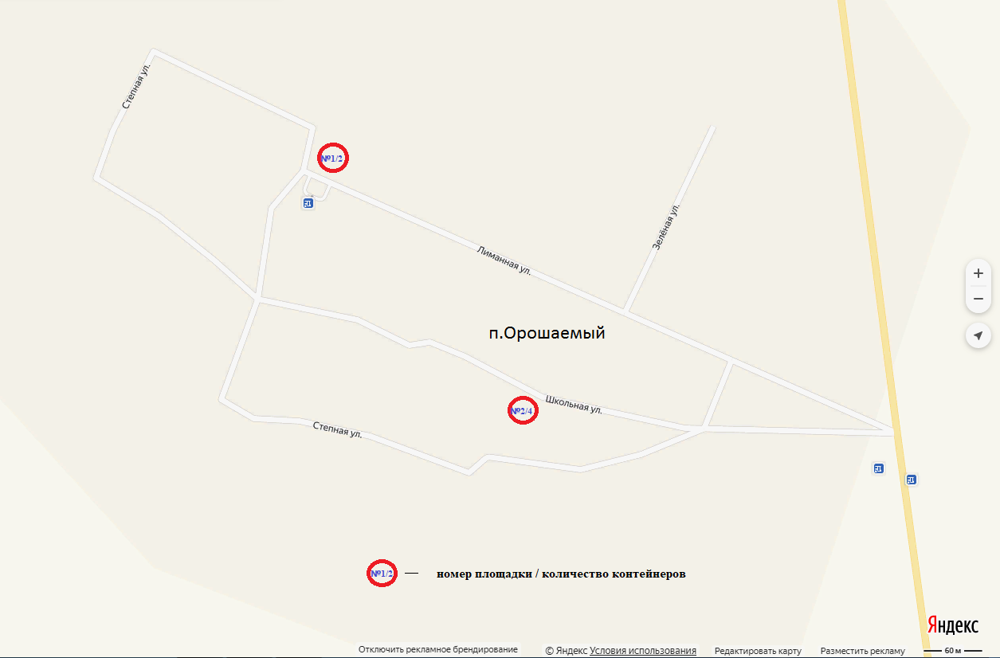 Степная ул.
№1/2
Зелёная ул.
Лиманная ул.
п.Орошаемый
Школьная ул.
№2/4
Степная ул.
№1/2 — номер площадки / количество контейнеров
Яндекс
Отключить рекламное брендирование © Яндекс Условия использования Редактировать карту Разместить рекламу 60 м